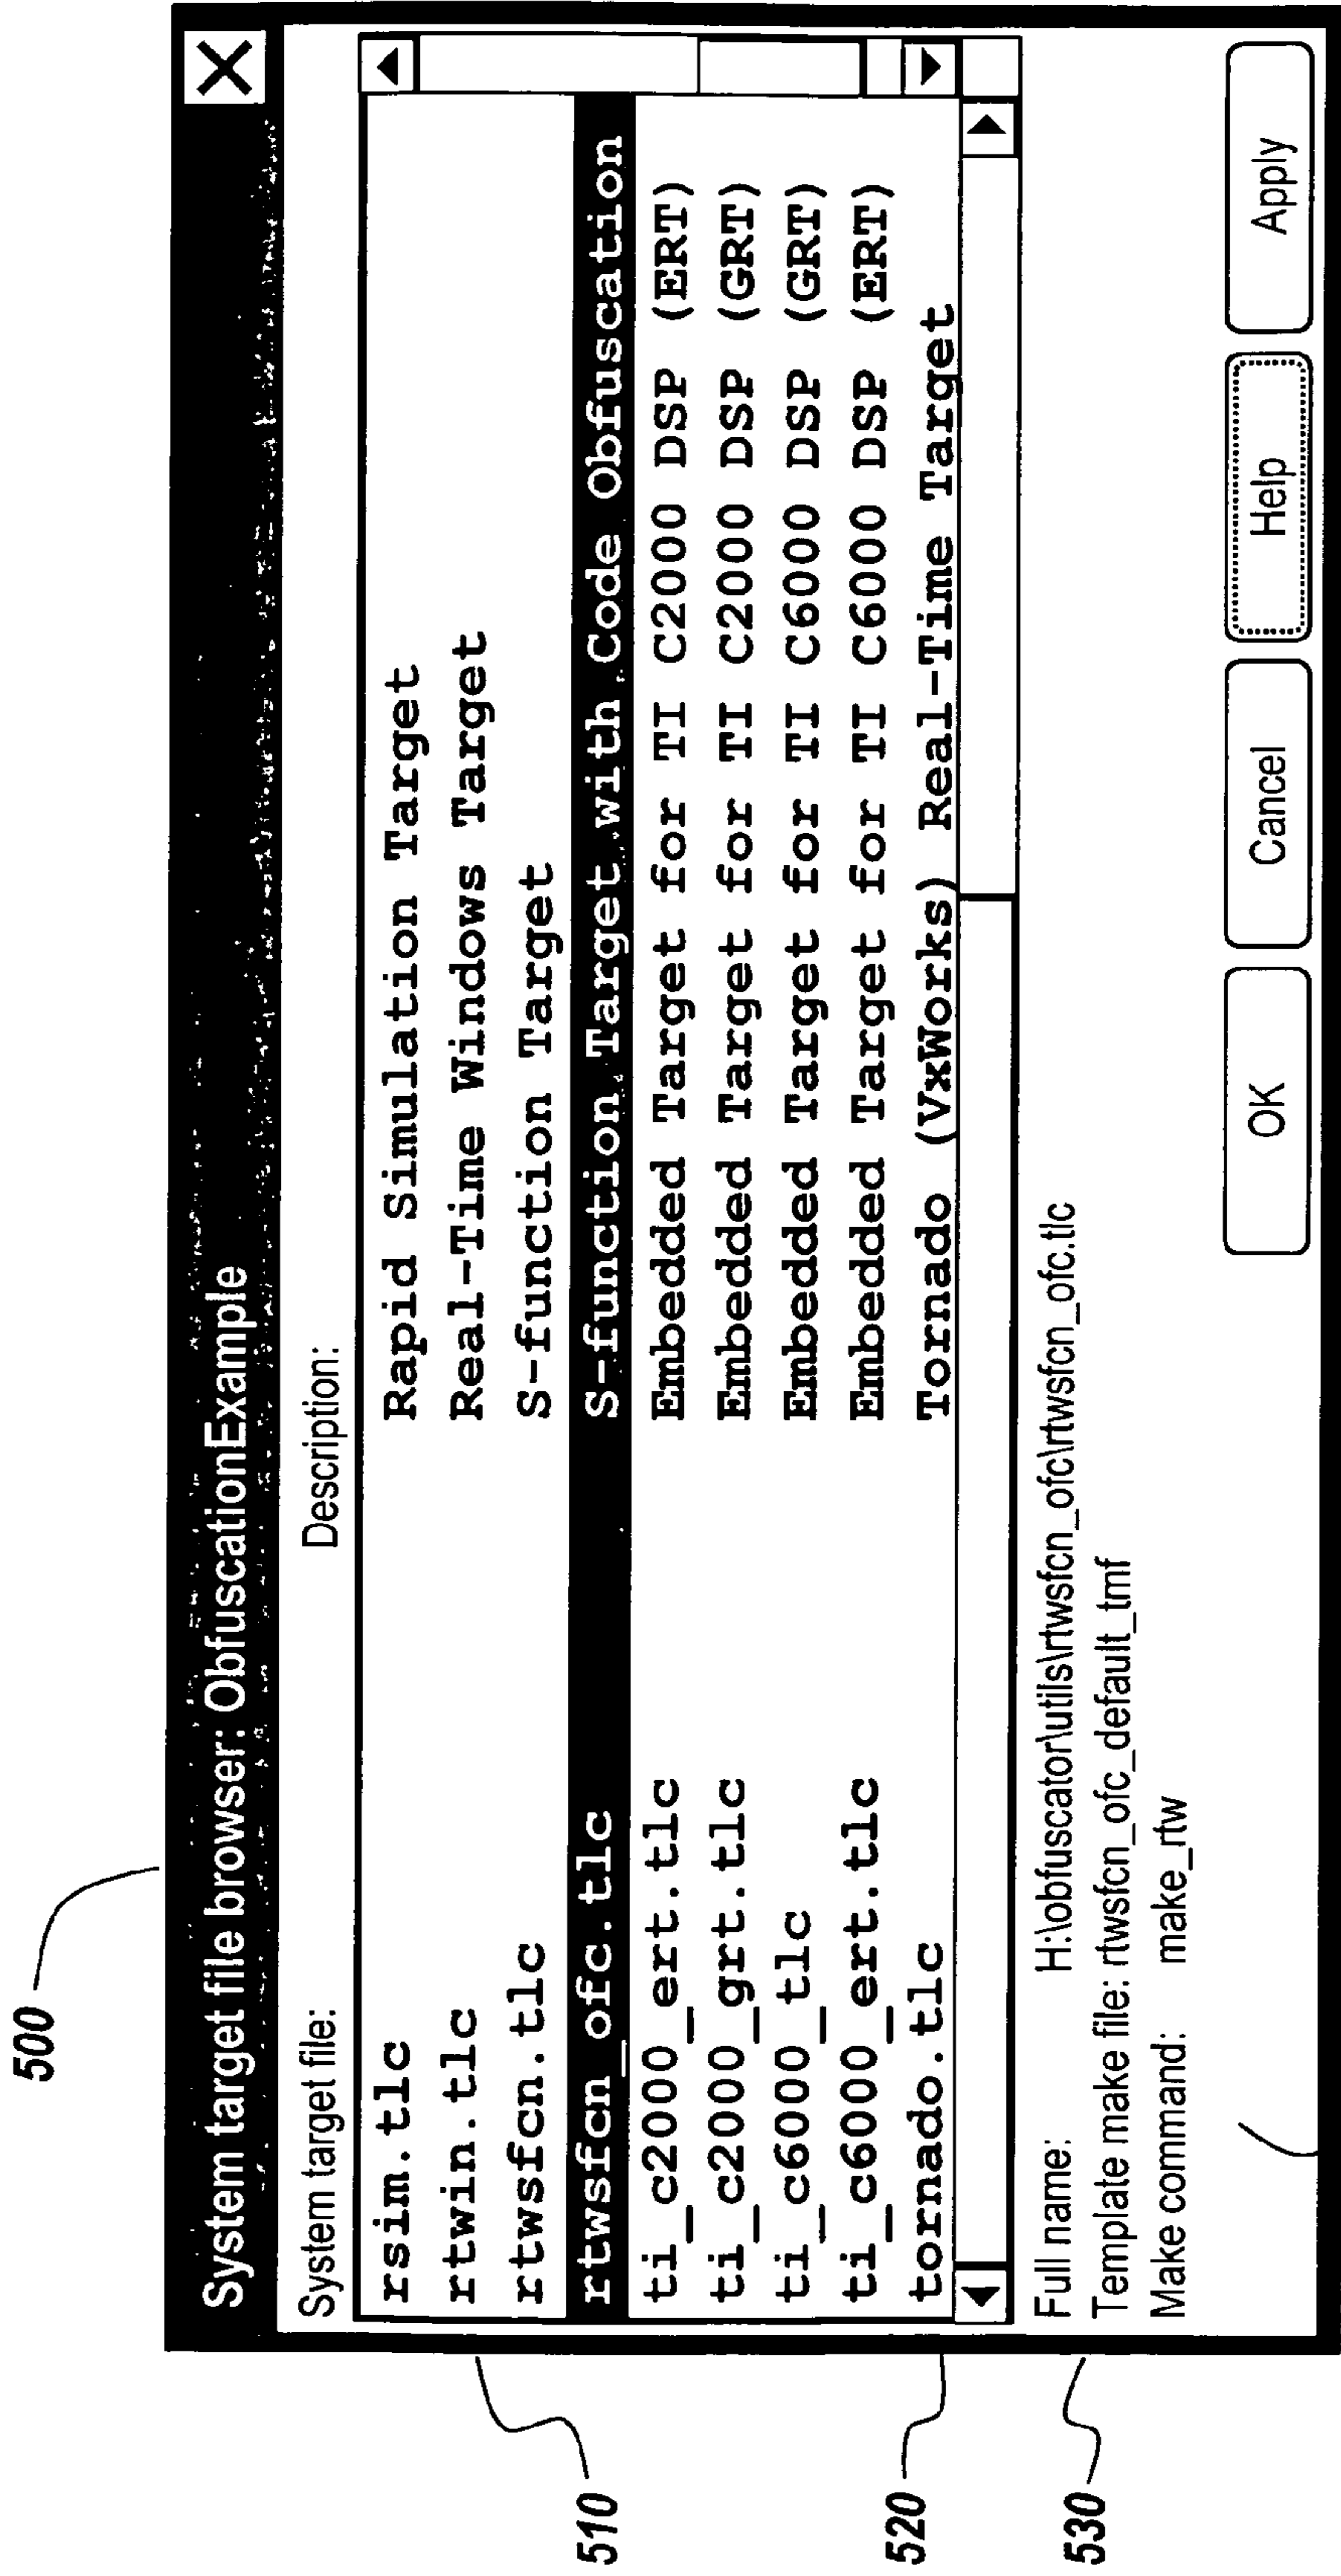 500
System target file browser: ObfuscationExample
System target file: Description:
rsim.tlc Rapid Simulation Target
rtwin.tlc Real-Time Windows Target
rtwsfcn.tlc S-function Target
rtwsfcn_ofc.tlc S-function Target with Code Obfuscation
ti_c2000_ert.tlc Embedded Target for TI C2000 DSP (ERT)
ti_c2000_grt.tlc Embedded Target for TI C2000 DSP (GRT)
ti_c6000_tlc Embedded Target for TI C6000 DSP (GRT)
ti_c6000_ert.tlc Embedded Target for TI C6000 DSP (ERT)
tornado.tlc Tornado (VxWorks) Real-Time Target
Full name: H:\obfuscator\utils\rtwsfcn_ofc\rtwsfcn_ofc.tlc
Template make file: rtwsfcn_ofc_default_tmf
Make command: make_rtw
OK Cancel Help Apply
510
520
530